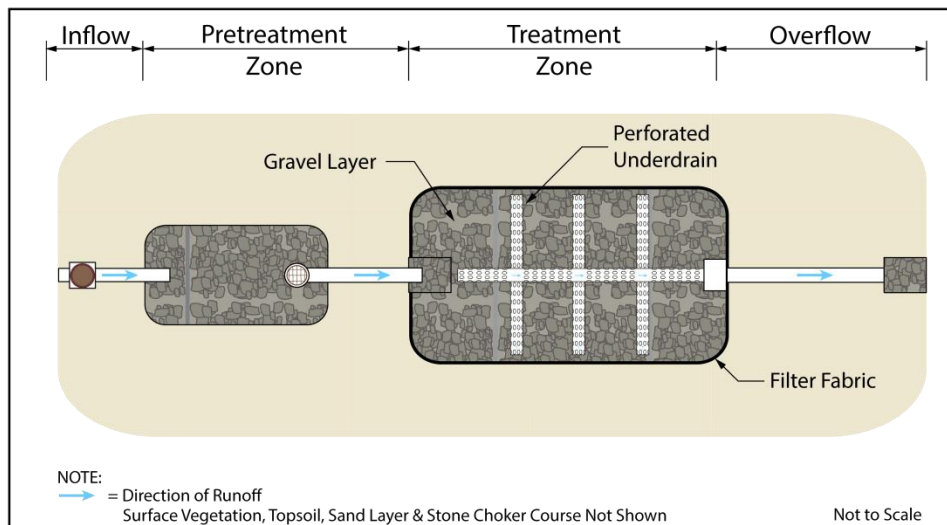 Inflow
Pretreatment
Zone
Treatment
Zone
Overflow
Gravel Layer
Perforated
Underdrain
Filter Fabric
NOTE:
= Direction of Runoff
Surface Vegetation, Topsoil, Sand Layer & Stone Choker Course Not Shown
Not to Scale